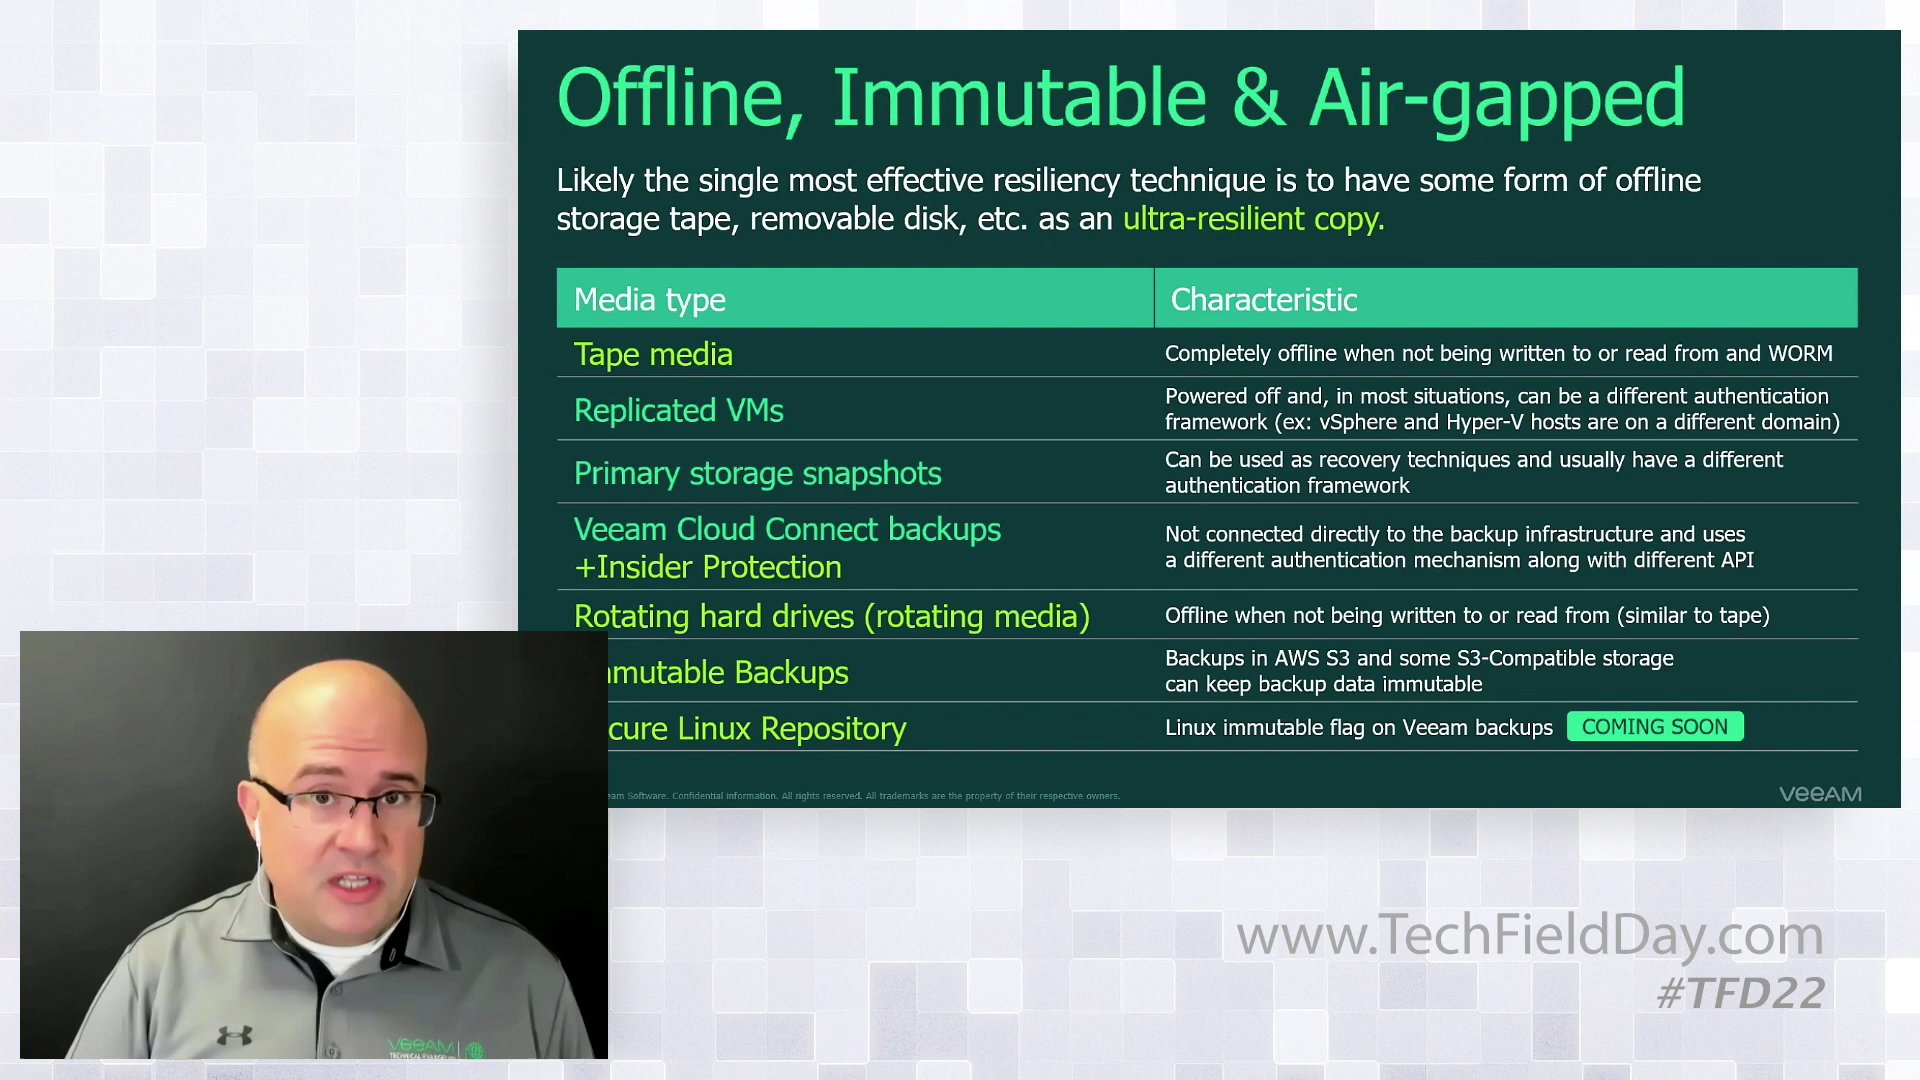 Offline, Immutable & Air-gapped
Likely the single most effective resiliency technique is to have some form of offline
storage tape, removable disk, etc. as an ultra-resilient copy.
Media type
Characteristic
Tape media
Completely offline when not being written to or read from and WORM
Replicated VMs
Powered off and, in most situations, can be a different authentication
framework (ex: vSphere and Hyper-V hosts are on a different domain)
Primary storage snapshots
Can be used as recovery techniques and usually have a different
authentication framework
Veeam Cloud Connect backups
+Insider Protection
Not connected directly to the backup infrastructure and uses
a different authentication mechanism along with different API
Rotating hard drives (rotating media)
Offline when not being written to or read from (similar to tape)
mmutable Backups
Backups in AWS S3 and some S3-Compatible storage
can keep backup data immutable
cure Linux Repository
Linux immutable flag on Veeam backups
COMING SOON
eam Software. Confidential information. All rights reserved. All trademarks are the property of their respective owners.
VEEAM
VEEAM
www.TechFieldDay.com
#TFD22